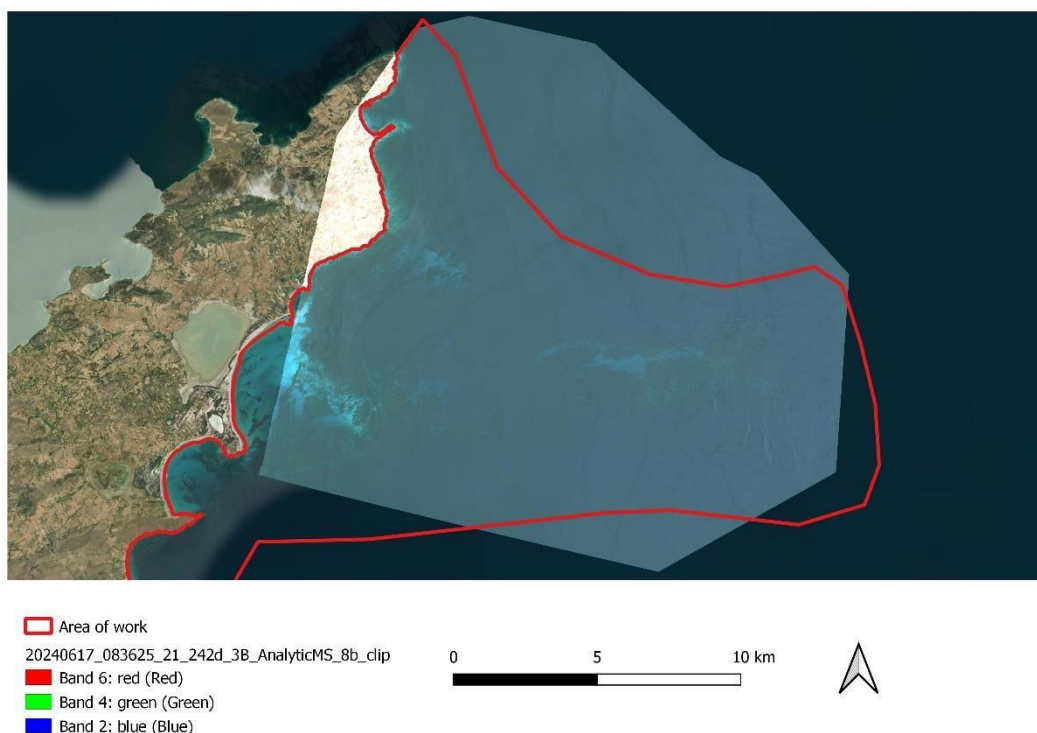 Area of work
20240617_083625_21_242d_3B_AnalyticMS_8b_clip
Band 6: red (Red)
Band 4: green (Green)
Band 2: blue (Blue)
0 5 10 km